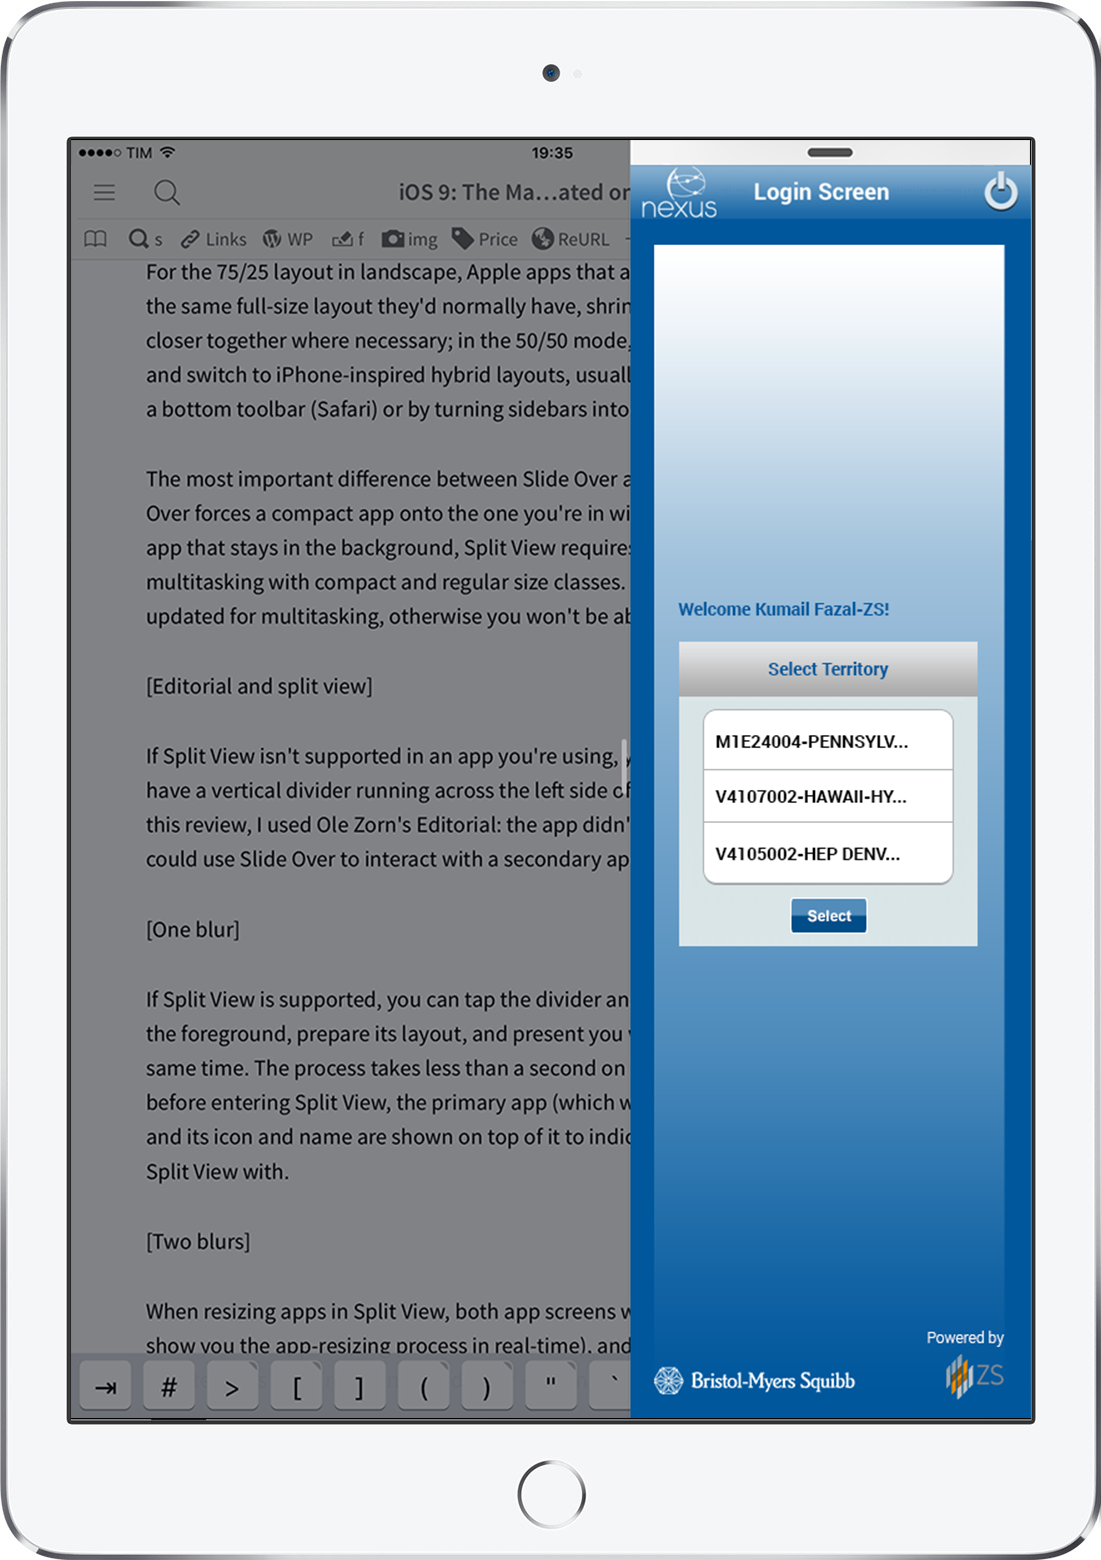 TIM
19:35
iOS 9: The Ma...ated or
s Links WP f img Price ReURL
For the 75/25 layout in landscape, Apple apps that a
the same full-size layout they'd normally have, shrin
closer together where necessary; in the 50/50 mode,
and switch to iPhone-inspired hybrid layouts, usuall
a bottom toolbar (Safari) or by turning sidebars into
The most important difference between Slide Over a
Over forces a compact app onto the one you're in wi
app that stays in the background, Split View requires
multitasking with compact and regular size classes.
updated for multitasking, otherwise you won't be ab
[Editorial and split view]
If Split View isn't supported in an app you're using, y
have a vertical divider running across the left side of
this review, I used Ole Zorn's Editorial: the app didn'
could use Slide Over to interact with a secondary ap
[One blur]
If Split View is supported, you can tap the divider an
the foreground, prepare its layout, and present you
same time. The process takes less than a second on
before entering Split View, the primary app (which w
and its icon and name are shown on top of it to indic
Split View with.
[Two blurs]
When resizing apps in Split View, both app screens w
show you the app-resizing process in real-time), and
# > [ ] ( ) " `
nexus
Login Screen
Welcome Kumail Fazal-ZS!
Select Territory
M1E24004-PENNSYLV...
V4107002-HAWAII-HY...
V4105002-HEP DENV...
Select
Powered by
Bristol-Myers Squibb
ZS